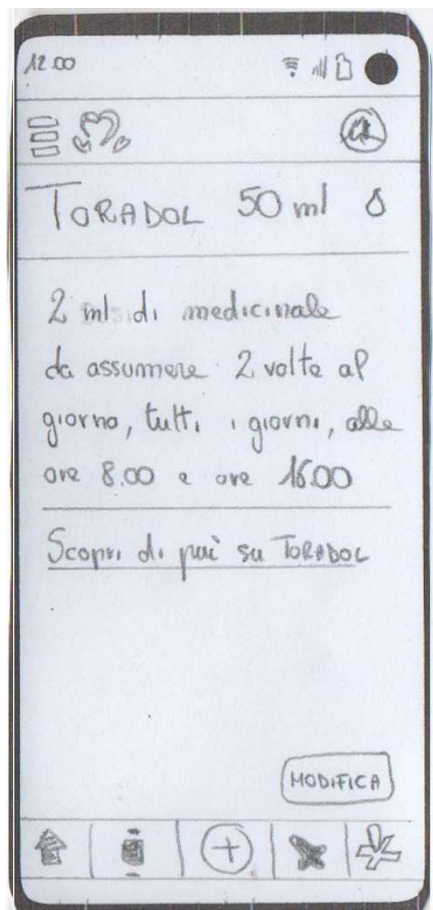 12.00
TORADOL 50 ml
2 ml di medicinale
da assumere 2 volte al
giorno, tutti i giorni, alle
ore 8.00 e ore 16.00
Scopri di più su TORADOL
MODIFICA